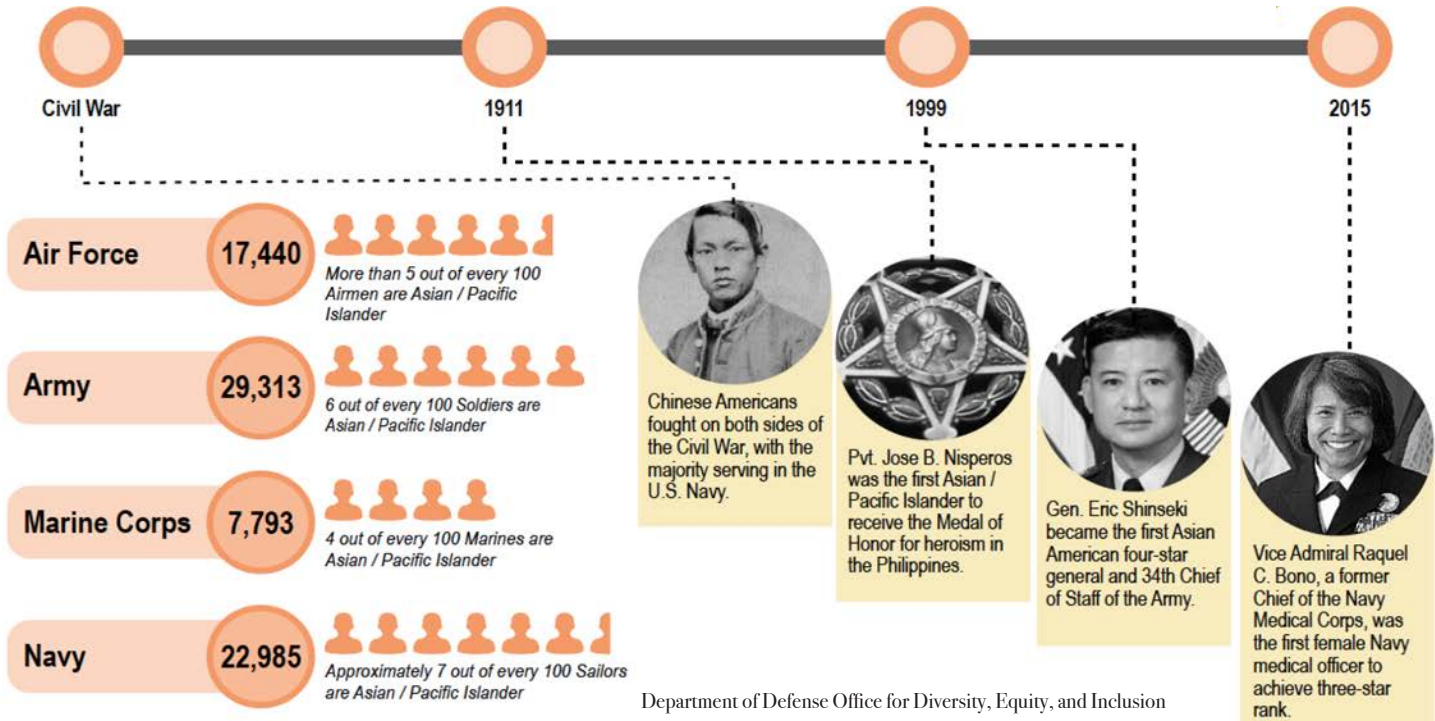 Civil War
1911
1999
2015
Air Force
17,440
More than 5 out of every 100
Airmen are Asian / Pacific
Islander
Army
29,313
6 out of every 100 Soldiers are
Asian / Pacific Islander
Marine Corps
7,793
4 out of every 100 Marines are
Asian / Pacific Islander
Navy
22,985
Approximately 7 out of every 100 Sailors
are Asian / Pacific Islander
Chinese Americans
fought on both sides of
the Civil War, with the
majority serving in the
U.S. Navy.
Pvt. Jose B. Nisperos
was the first Asian /
Pacific Islander to
receive the Medal of
Honor for heroism in
the Philippines.
Gen. Eric Shinseki
became the first Asian
American four-star
general and 34th Chief
of Staff of the Army.
Vice Admiral Raquel
C. Bono, a former
Chief of the Navy
Medical Corps, was
the first female Navy
medical officer to
achieve three-star
rank.
Department of Defense Office for Diversity, Equity, and Inclusion